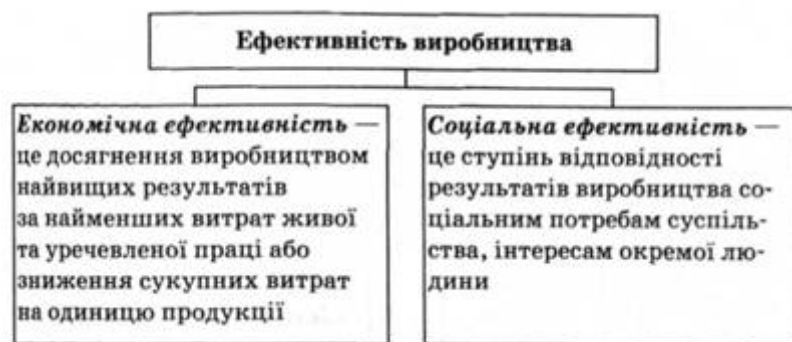 Ефективність виробництва
Економічна ефективність —
це досягнення виробництвом
найвищих результатів
за найменших витрат живої
та уречевленої праці або
зниження сукупних витрат
на одиницю продукції
Соціальна ефективність —
це ступінь відповідності
результатів виробництва со-
ціальним потребам суспіль-
ства, інтересам окремої лю-
дини